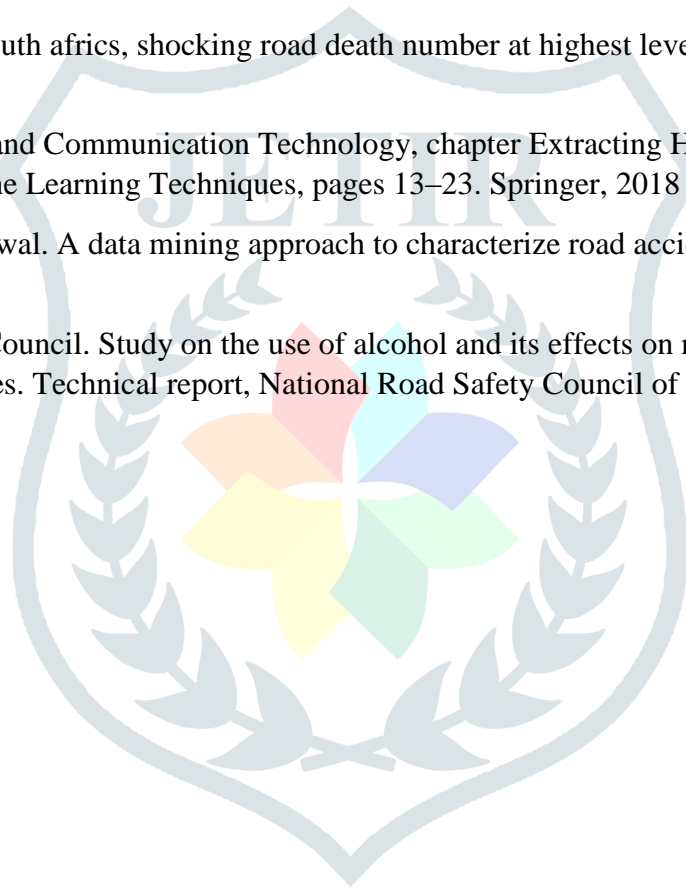 uth africs, shocking road death number at highest leve
nd Communication Technology, chapter Extracting H
e Learning Techniques, pages 13–23. Springer, 2018
wal. A data mining approach to characterize road acci
Council. Study on the use of alcohol and its effects on
es. Technical report, National Road Safety Council of
JETIR